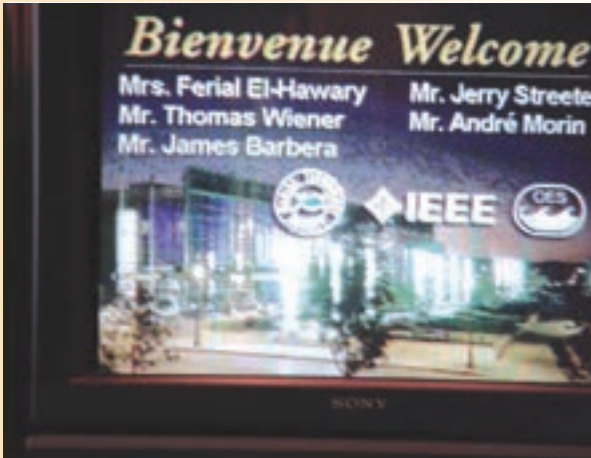 Bienvenue Welcome
Mrs. Ferial El-Hawary
Mr. Jerry Streete
Mr. Thomas Wiener
Mr. André Morin
Mr. James Barbera
IEEE
OES
SONY